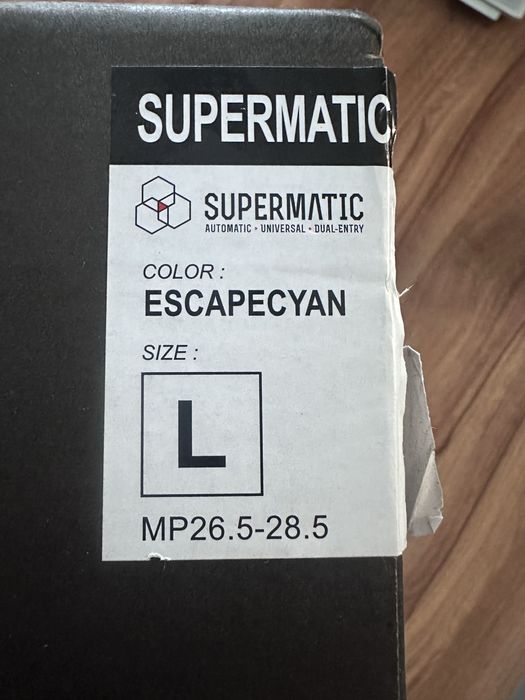 SUPERMATIC
SUPERMATIC
AUTOMATIC • UNIVERSAL • DUAL-ENTRY
COLOR :
ESCAPECYAN
SIZE :
L
MP26.5-28.5